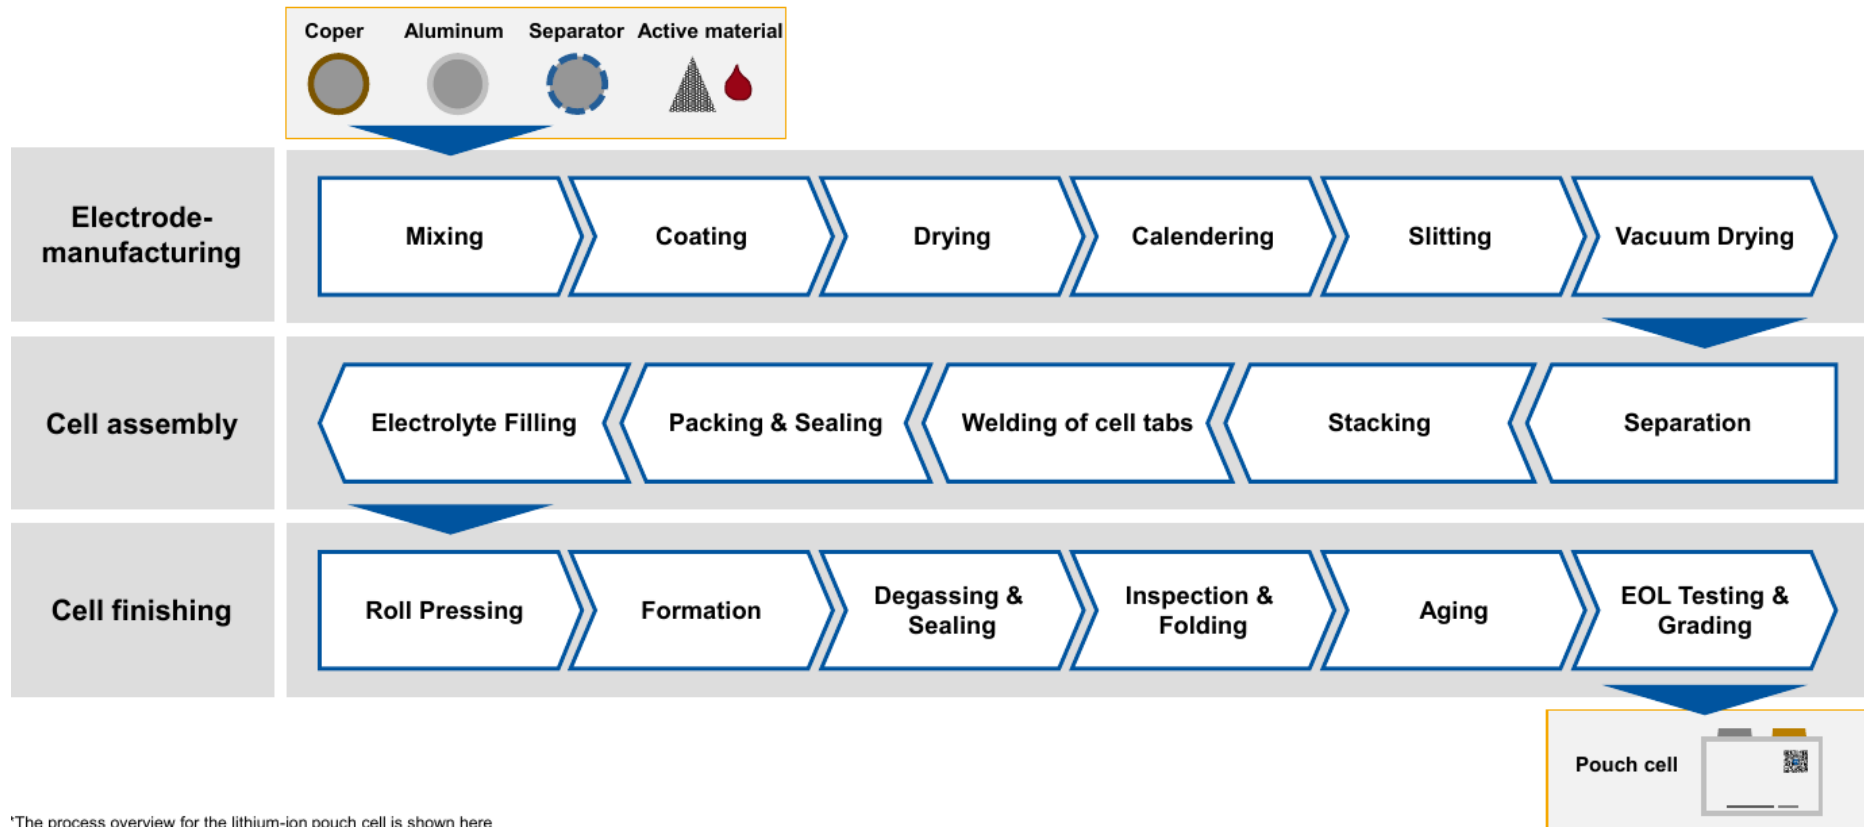 Coper Aluminum Separator Active material
Electrode-
manufacturing
Mixing
Coating
Drying
Calendering
Slitting
Vacuum Drying
Cell assembly
Electrolyte Filling
Packing & Sealing
Welding of cell tabs
Stacking
Separation
Cell finishing
Roll Pressing
Formation
Degassing &
Sealing
Inspection &
Folding
Aging
EOL Testing &
Grading
Pouch cell
*The process overview for the lithium-ion pouch cell is shown here